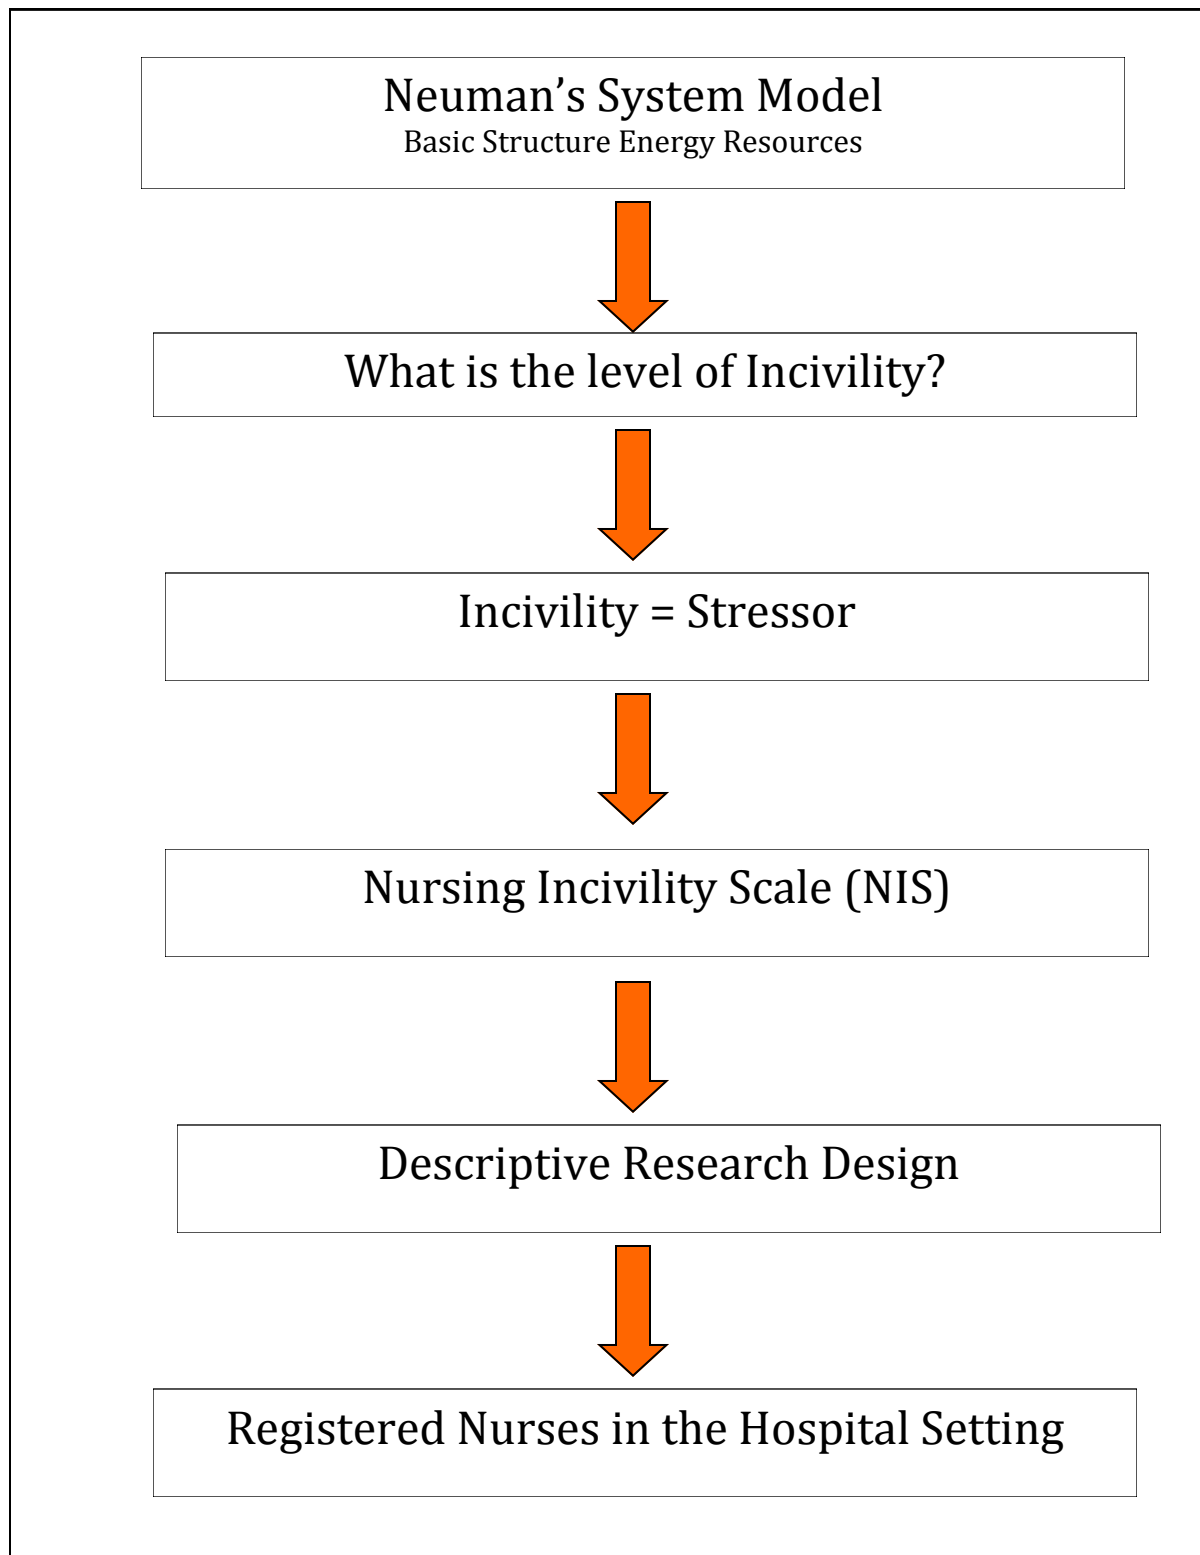 Neuman’s System Model
Basic Structure Energy Resources
What is the level of Incivility?
Incivility = Stressor
Nursing Incivility Scale (NIS)
Descriptive Research Design
Registered Nurses in the Hospital Setting